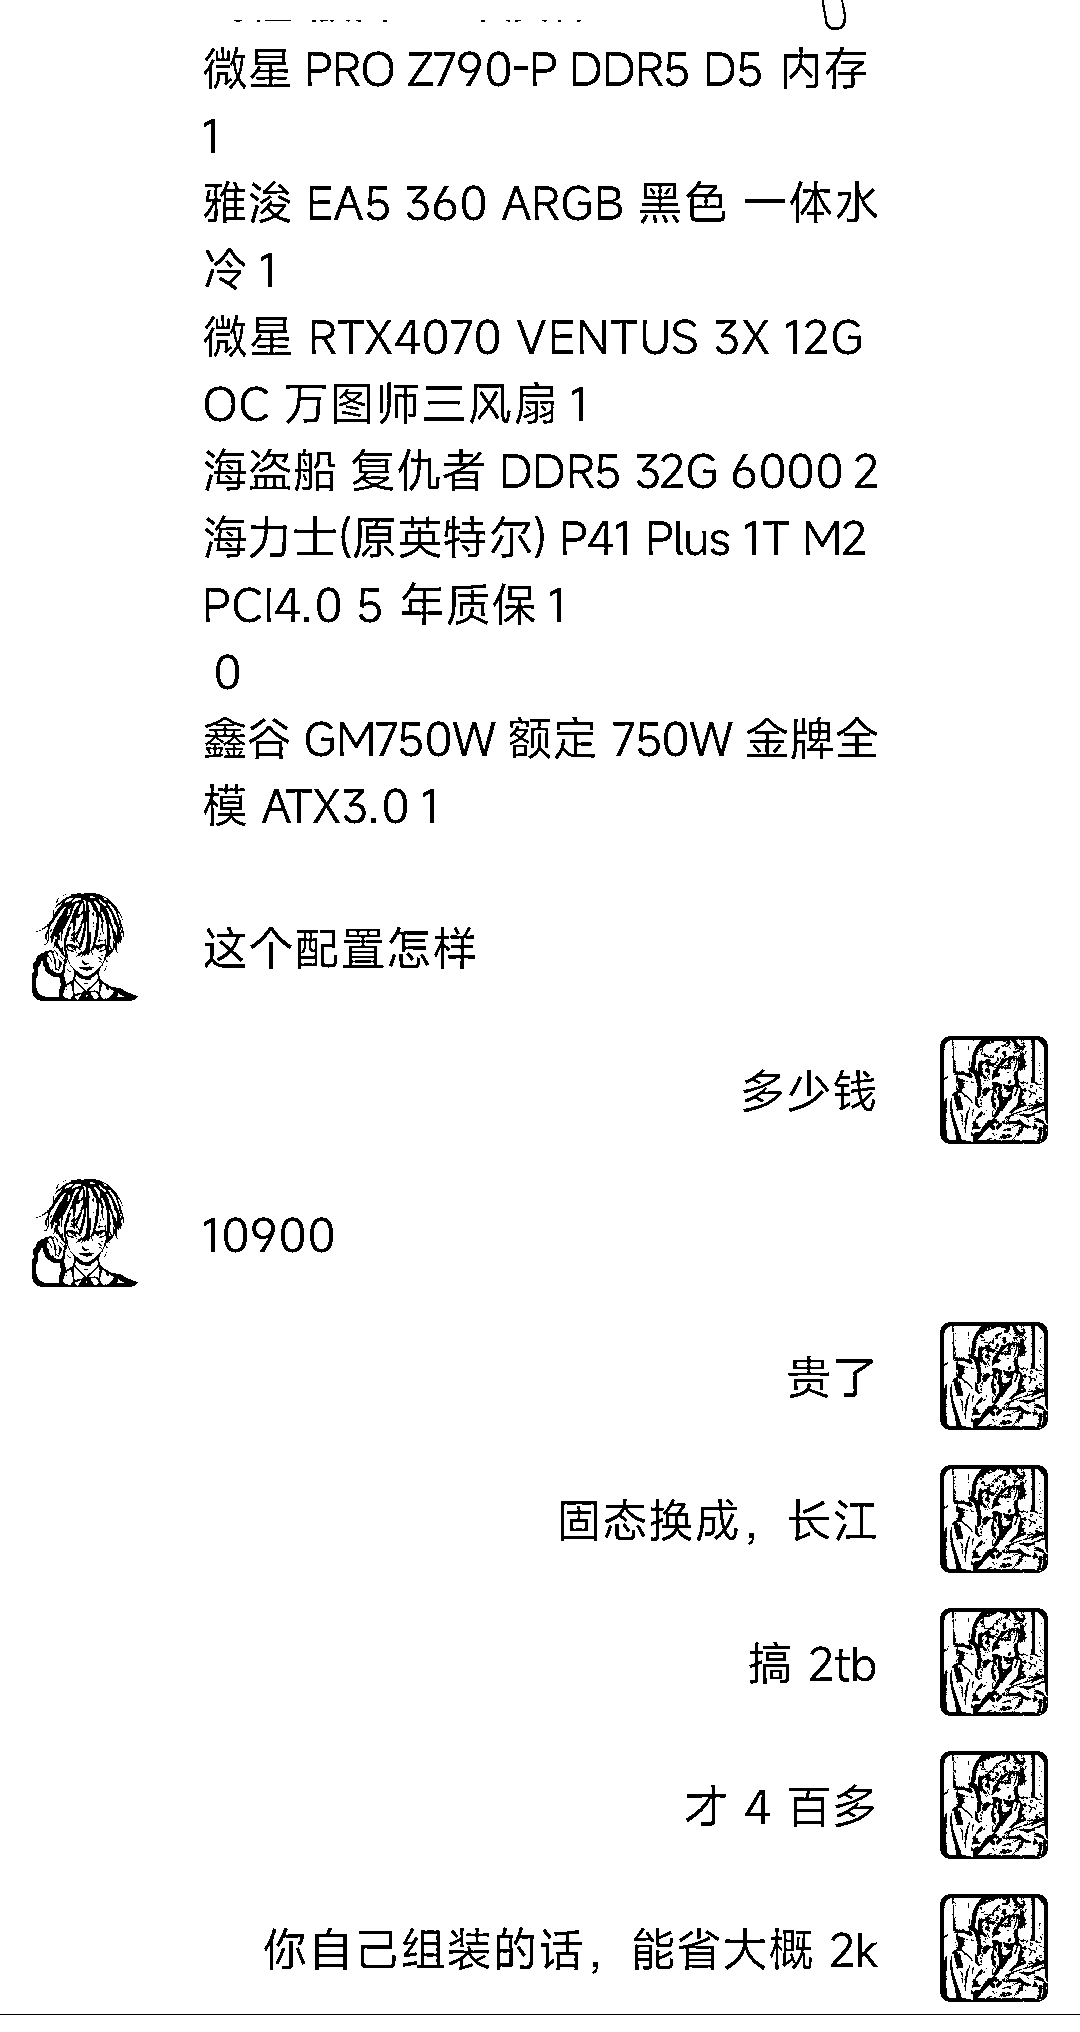 微星 PRO Z790-P DDR5 D5 内存
1
雅浚 EA5 360 ARGB 黑色 一体水
冷 1
微星 RTX4070 VENTUS 3X 12G
OC 万图师三风扇 1
海盗船 复仇者 DDR5 32G 6000 2
海力士(原英特尔) P41 Plus 1T M2
PCI4.0 5 年质保 1
0
鑫谷 GM750W 额定 750W 金牌全
模 ATX3.0 1
这个配置怎样
多少钱
10900
贵了
固态换成，长江
搞 2tb
才 4 百多
你自己组装的话，能省大概 2k